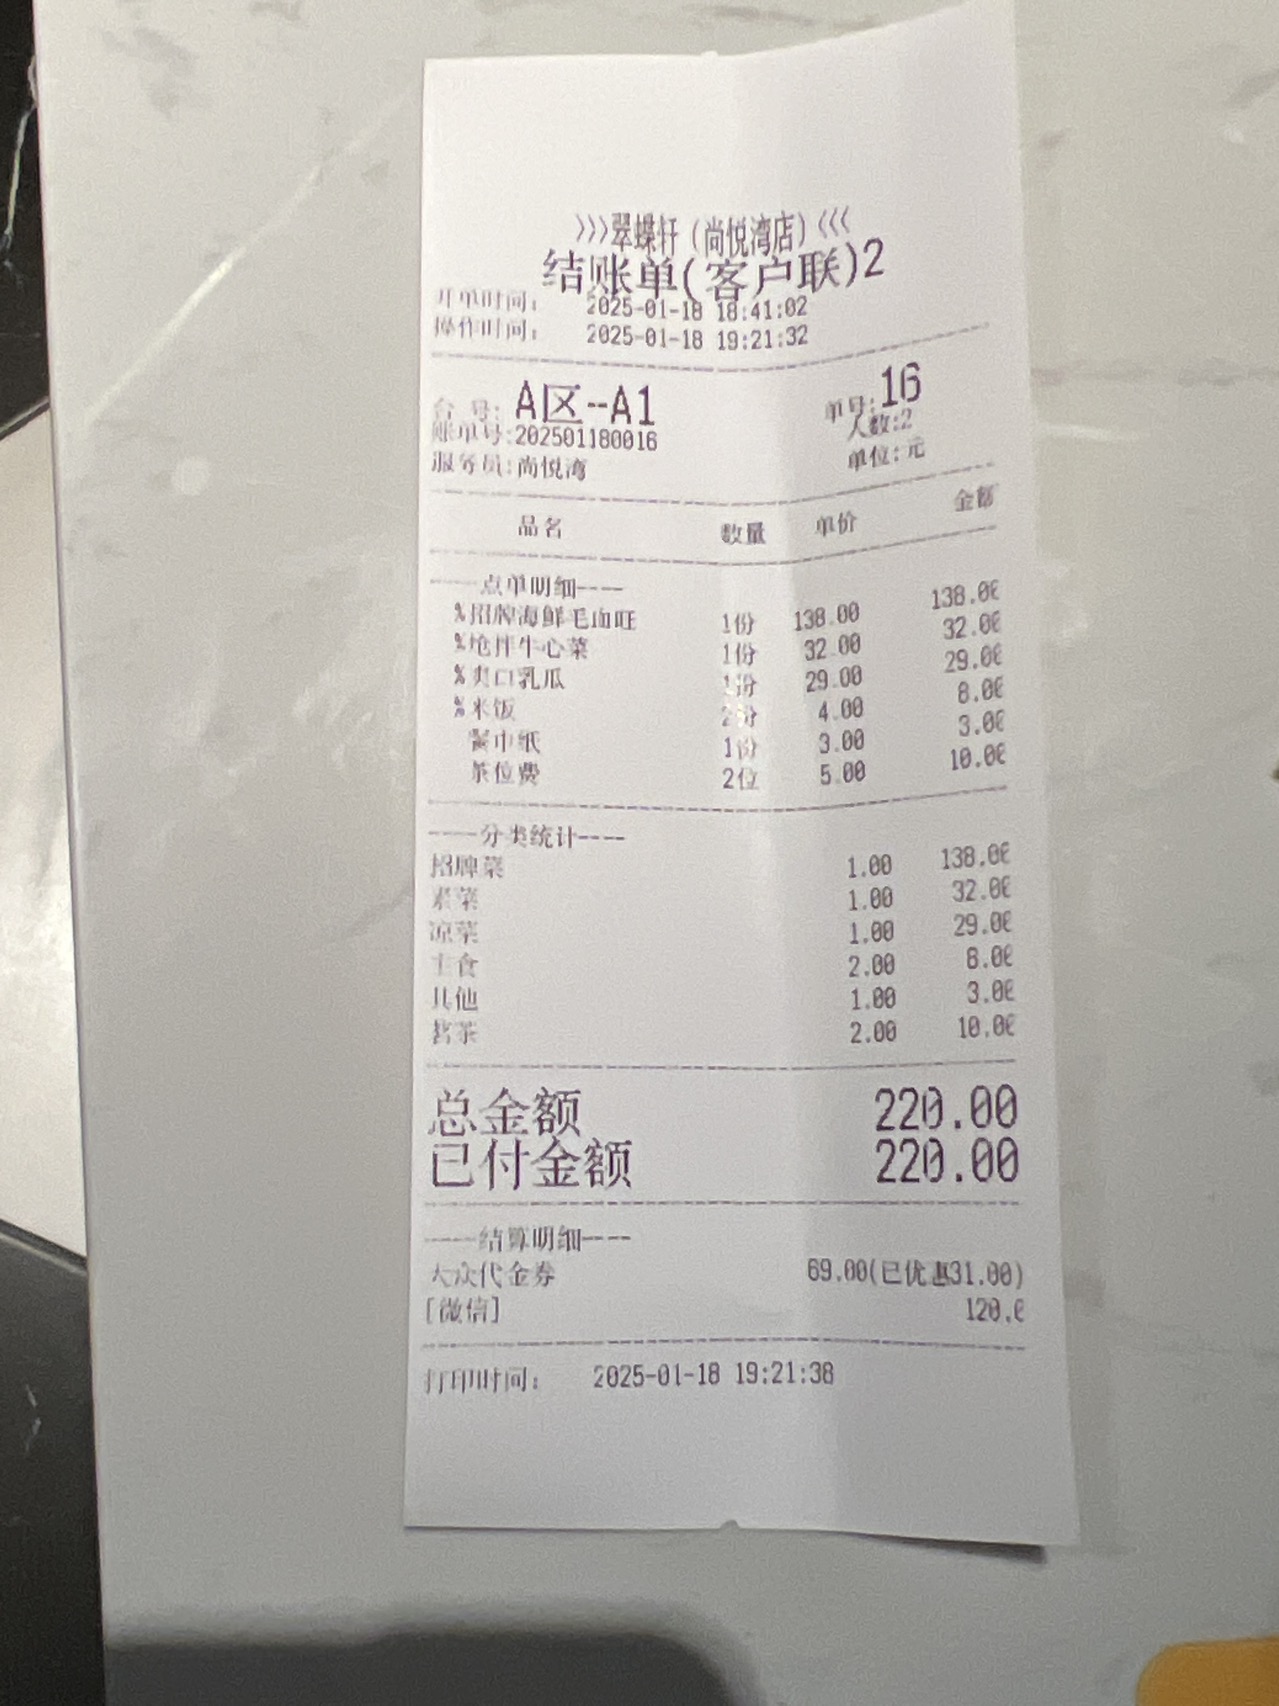 >>>翠蝶轩(尚悦湾店)<<<
结账单(客户联)2
开单时间: 2025-01-18 18:41:02
操作时间: 2025-01-18 19:21:32
台 号: A区-A1 单号:16
账单号:202501180016 人数:2
服务员:尚悦湾 单位:元
品名 数量 单价 金额
----点单明细----
%招牌海鲜毛血旺 1份 138.00 138.00
%炝拌牛心菜 1份 32.00 32.00
%爽口乳瓜 1份 29.00 29.00
%米饭 2份 4.00 8.00
餐巾纸 1份 3.00 3.00
茶位费 2位 5.00 10.00
----分类统计----
招牌菜 1.00 138.00
素菜 1.00 32.00
凉菜 1.00 29.00
主食 2.00 8.00
其他 1.00 3.00
茗茶 2.00 10.00
总金额 220.00
已付金额 220.00
----结算明细----
大众代金券 69.00(已优惠31.00)
[微信] 120.0
打印时间: 2025-01-18 19:21:38